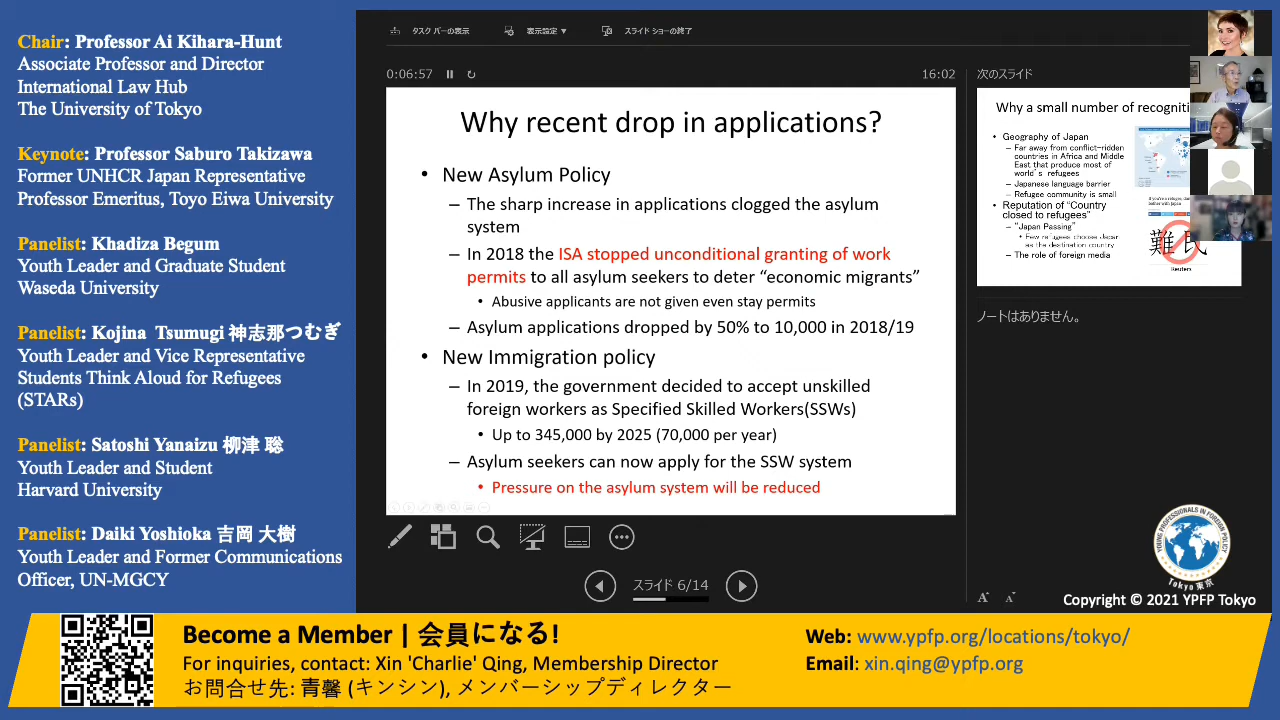 Chair: Professor Ai Kihara-Hunt
Associate Professor and Director
International Law Hub
The University of Tokyo
Keynote: Professor Saburo Takizawa
Former UNHCR Japan Representative
Professor Emeritus, Toyo Eiwa University
Panelist: Khadiza Begum
Youth Leader and Graduate Student
Waseda University
Panelist: Kojina Tsumugi 神志那つむぎ
Youth Leader and Vice Representative
Students Think Aloud for Refugees
(STARs)
Panelist: Satoshi Yanaizu 柳津 聡
Youth Leader and Student
Harvard University
Panelist: Daiki Yoshioka 吉岡 大樹
Youth Leader and Former Communications
Officer, UN-MGCY
タスク バーの表示
表示設定 ▼
スライド ショーの終了
0:06:57
16:02
Why recent drop in applications?
• New Asylum Policy
– The sharp increase in applications clogged the asylum
system
– In 2018 the ISA stopped unconditional granting of work
permits to all asylum seekers to deter “economic migrants”
• Abusive applicants are not given even stay permits
– Asylum applications dropped by 50% to 10,000 in 2018/19
• New Immigration policy
– In 2019, the government decided to accept unskilled
foreign workers as Specified Skilled Workers(SSWs)
• Up to 345,000 by 2025 (70,000 per year)
– Asylum seekers can now apply for the SSW system
• Pressure on the asylum system will be reduced
スライド 6/14
次のスライド
Why a small number of recogniti
• Geography of Japan
– Far away from conflict-ridden
countries in Africa and Middle
East that produce most of
world’s refugees
– Japanese language barrier
– Refugee community is small
• Reputation of “Country
closed to refugees”
– “Japan Passing”
• Few refugees choose Japan
as the destination country
– The role of foreign media
難民
Reuters
ノートはありません。
A A
YOUNG PROFESSIONALS IN FOREIGN POLICY
Tokyo 東京
Copyright © 2021 YPFP Tokyo
Become a Member | 会員になる!
For inquiries, contact: Xin 'Charlie' Qing, Membership Director
お問合せ先: 青馨 (キンシン), メンバーシップディレクター
Web: www.ypfp.org/locations/tokyo/
Email: xin.qing@ypfp.org